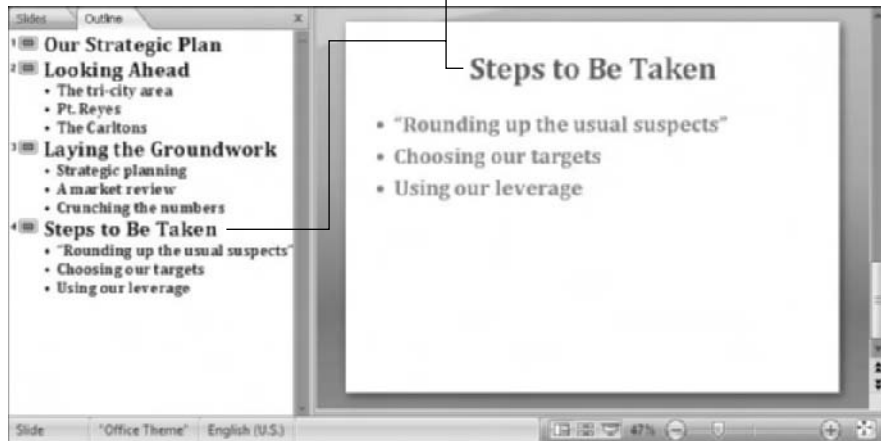 Slides Outline x
1 Our Strategic Plan
2 Looking Ahead
• The tri-city area
• Pt. Reyes
• The Carltons
3 Laying the Groundwork
• Strategic planning
• A market review
• Crunching the numbers
4 Steps to Be Taken
• "Rounding up the usual suspects"
• Choosing our targets
• Using our leverage
Steps to Be Taken
• "Rounding up the usual suspects"
• Choosing our targets
• Using our leverage
Slide "Office Theme" English (U.S.) 47%